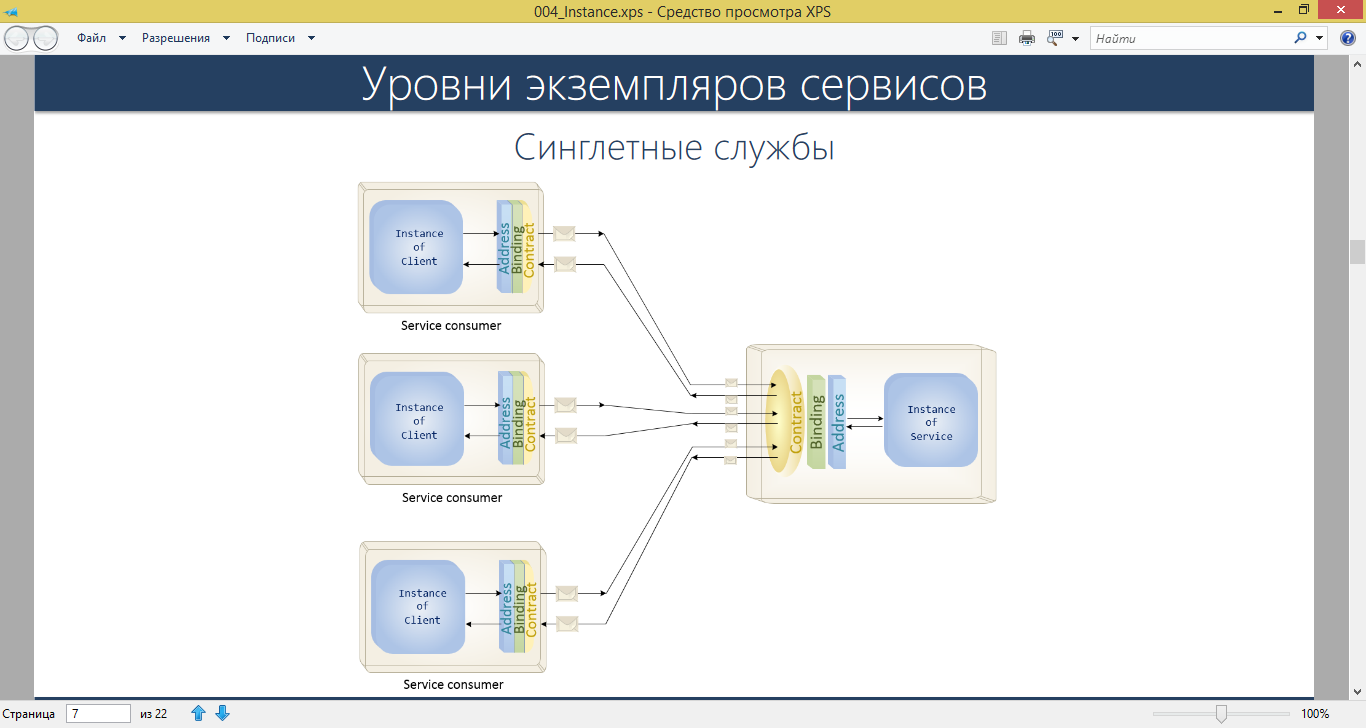 004_Instance.xps - Средство просмотра XPS
Файл Разрешения Подписи
100
Найти
Уровни экземпляров сервисов
Синглетные службы
Instance
of
Client
Address
Binding
Contract
Service consumer
Instance
of
Client
Address
Binding
Contract
Service consumer
Instance
of
Client
Address
Binding
Contract
Service consumer
Contract
Binding
Address
Instance
of
Service
Страница 7 из 22
100%